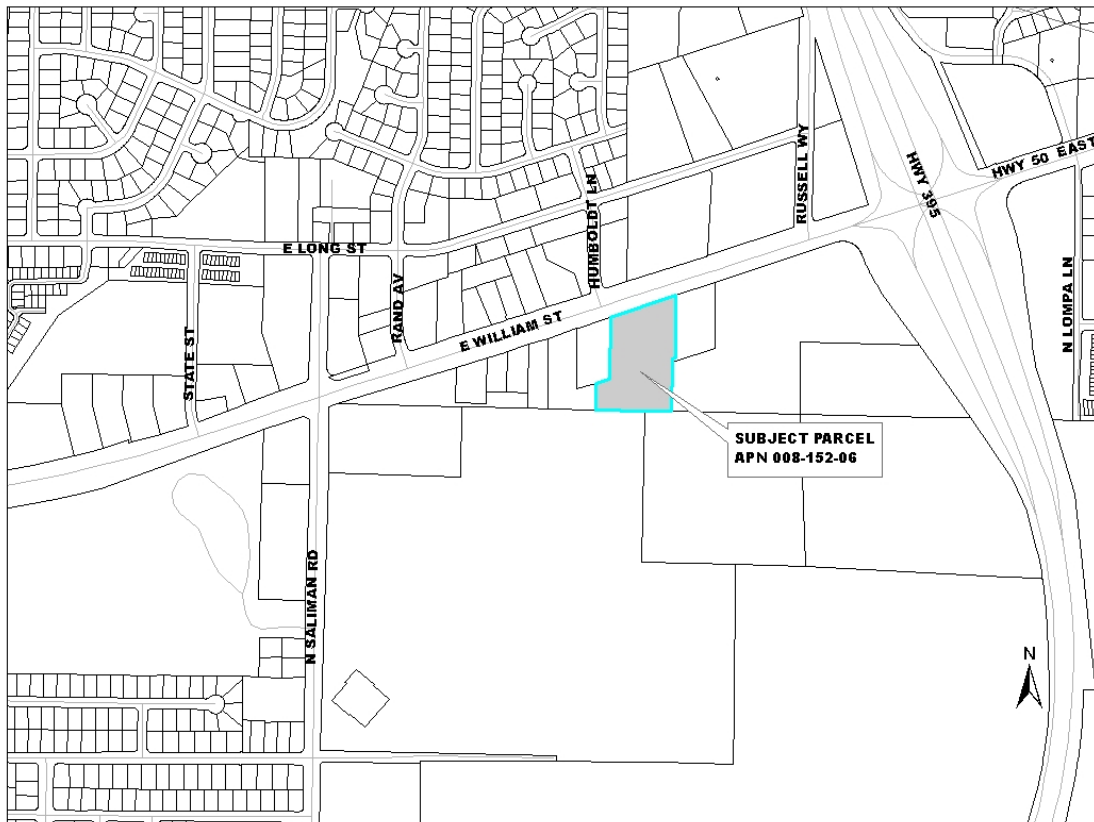 RUSSELL WY
HWY 395
HWY 50 EAST
HUMBOLDT LN
E LONG ST
RAND AV
E WILLIAM ST
STATE ST
N LOMPA LN
SUBJECT PARCEL
APN 008-152-06
N SALIMAN RD
N